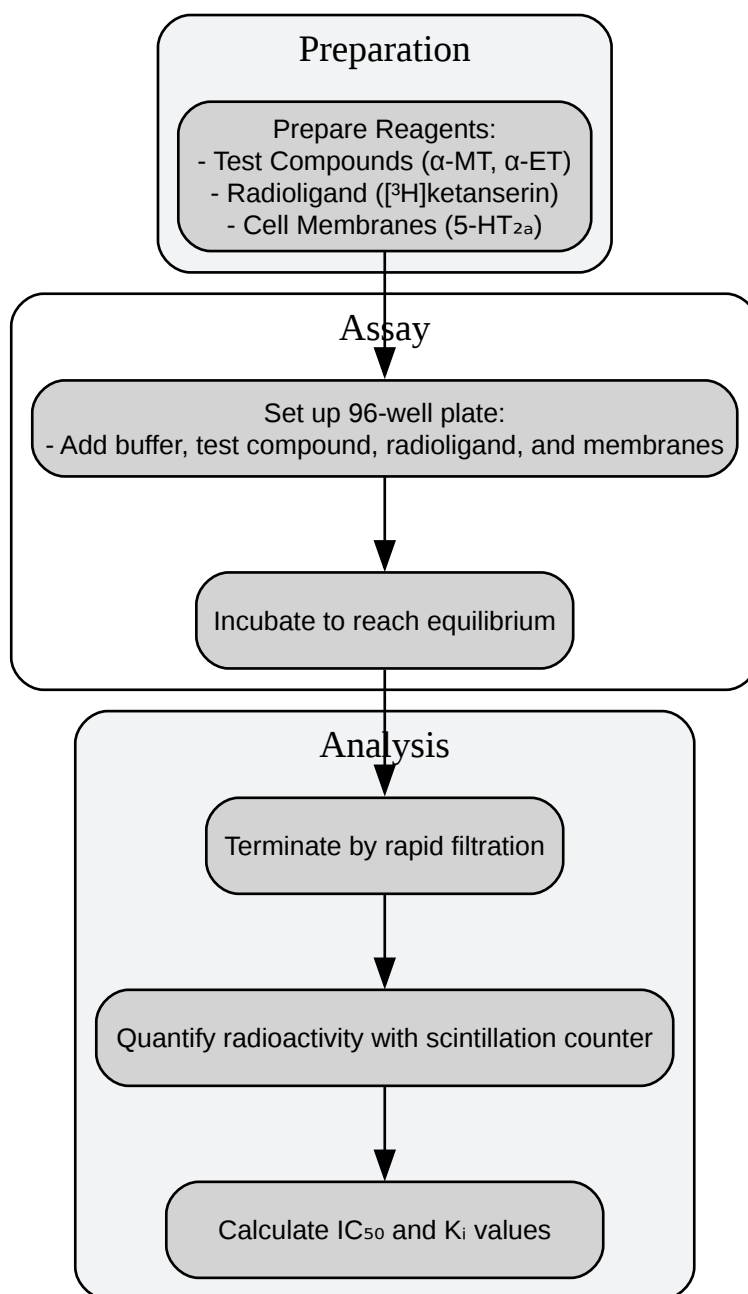 Preparation
Prepare Reagents:
- Test Compounds (α-MT, α-ET)
- Radioligand ([³H]ketanserin)
- Cell Membranes (5-HT₂ₐ)
Assay
Set up 96-well plate:
- Add buffer, test compound, radioligand, and membranes
Incubate to reach equilibrium
Analysis
Terminate by rapid filtration
Quantify radioactivity with scintillation counter
Calculate IC₅₀ and Kᵢ values